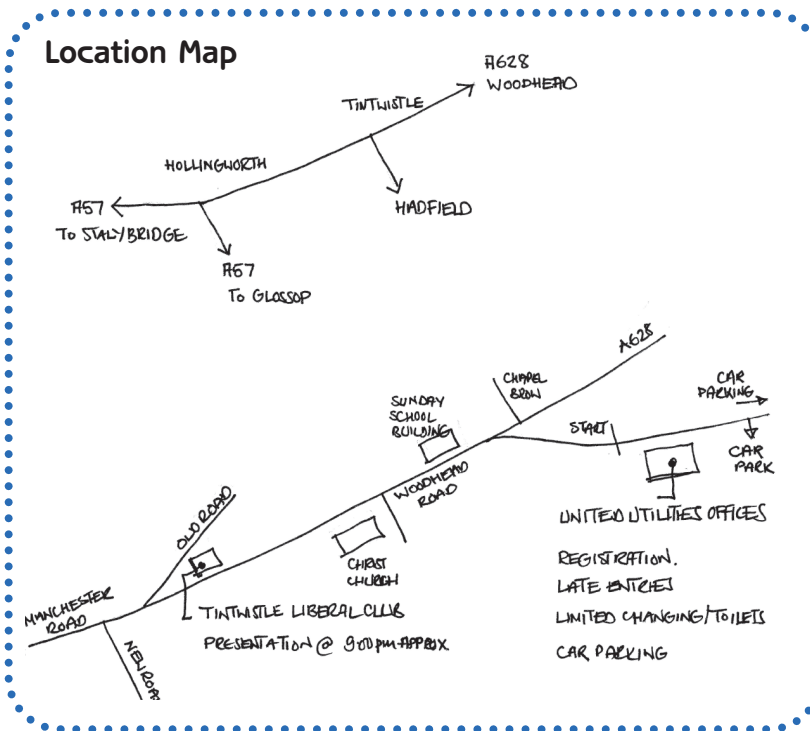 Location Map
A628
WOODHEAD
TINTWISTLE
HOLLINGWORTH
A57
TO STALYBRIDGE
HADFIELD
A57
TO GLOSSOP
A628
CHAPEL
BROW
CAR
PARKING
SUNDAY
SCHOOL
BUILDING
START
CAR
PARK
WOODHEAD
ROAD
OLD ROAD
UNITED UTILITIES OFFICES
CHRIST
CHURCH
REGISTRATION.
LATE ENTRIES
LIMITED CHANGING/TOILETS
CAR PARKING
MANCHESTER
ROAD
TINTWISTLE LIBERAL CLUB
PRESENTATION @ 9:00pm APPROX
NEW ROAD